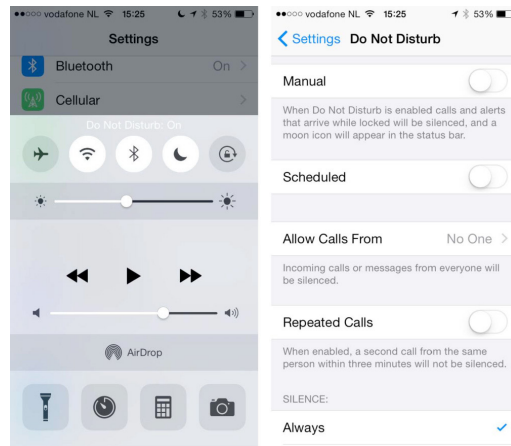 vodafone NL 15:25 53%
Settings
Bluetooth On
Cellular
Do Not Disturb: On
AirDrop
vodafone NL 15:25 53%
Settings Do Not Disturb
Manual
When Do Not Disturb is enabled calls and alerts
that arrive while locked will be silenced, and a
moon icon will appear in the status bar.
Scheduled
Allow Calls From No One
Incoming calls or messages from everyone will
be silenced.
Repeated Calls
When enabled, a second call from the same
person within three minutes will not be silenced.
SILENCE:
Always